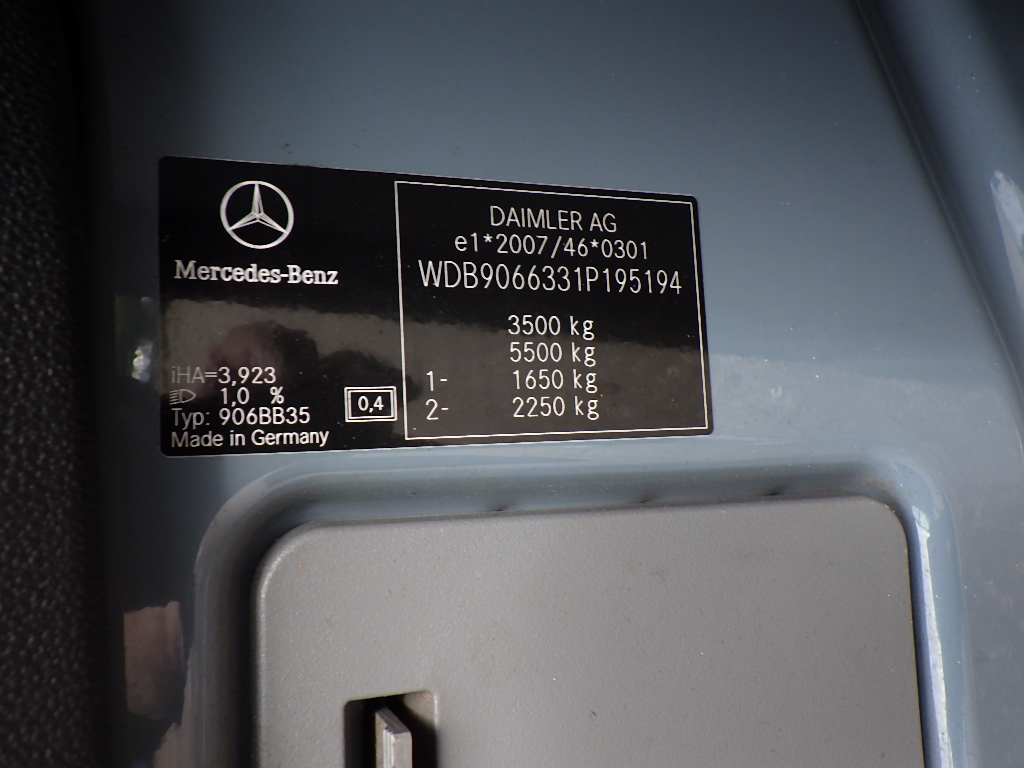 Mercedes-Benz
iHA=3,923
1,0 %
Typ: 906BB35
Made in Germany
0,4
DAIMLER AG
e1*2007/46*0301
WDB9066331P195194
3500 kg
5500 kg
1- 1650 kg
2- 2250 kg